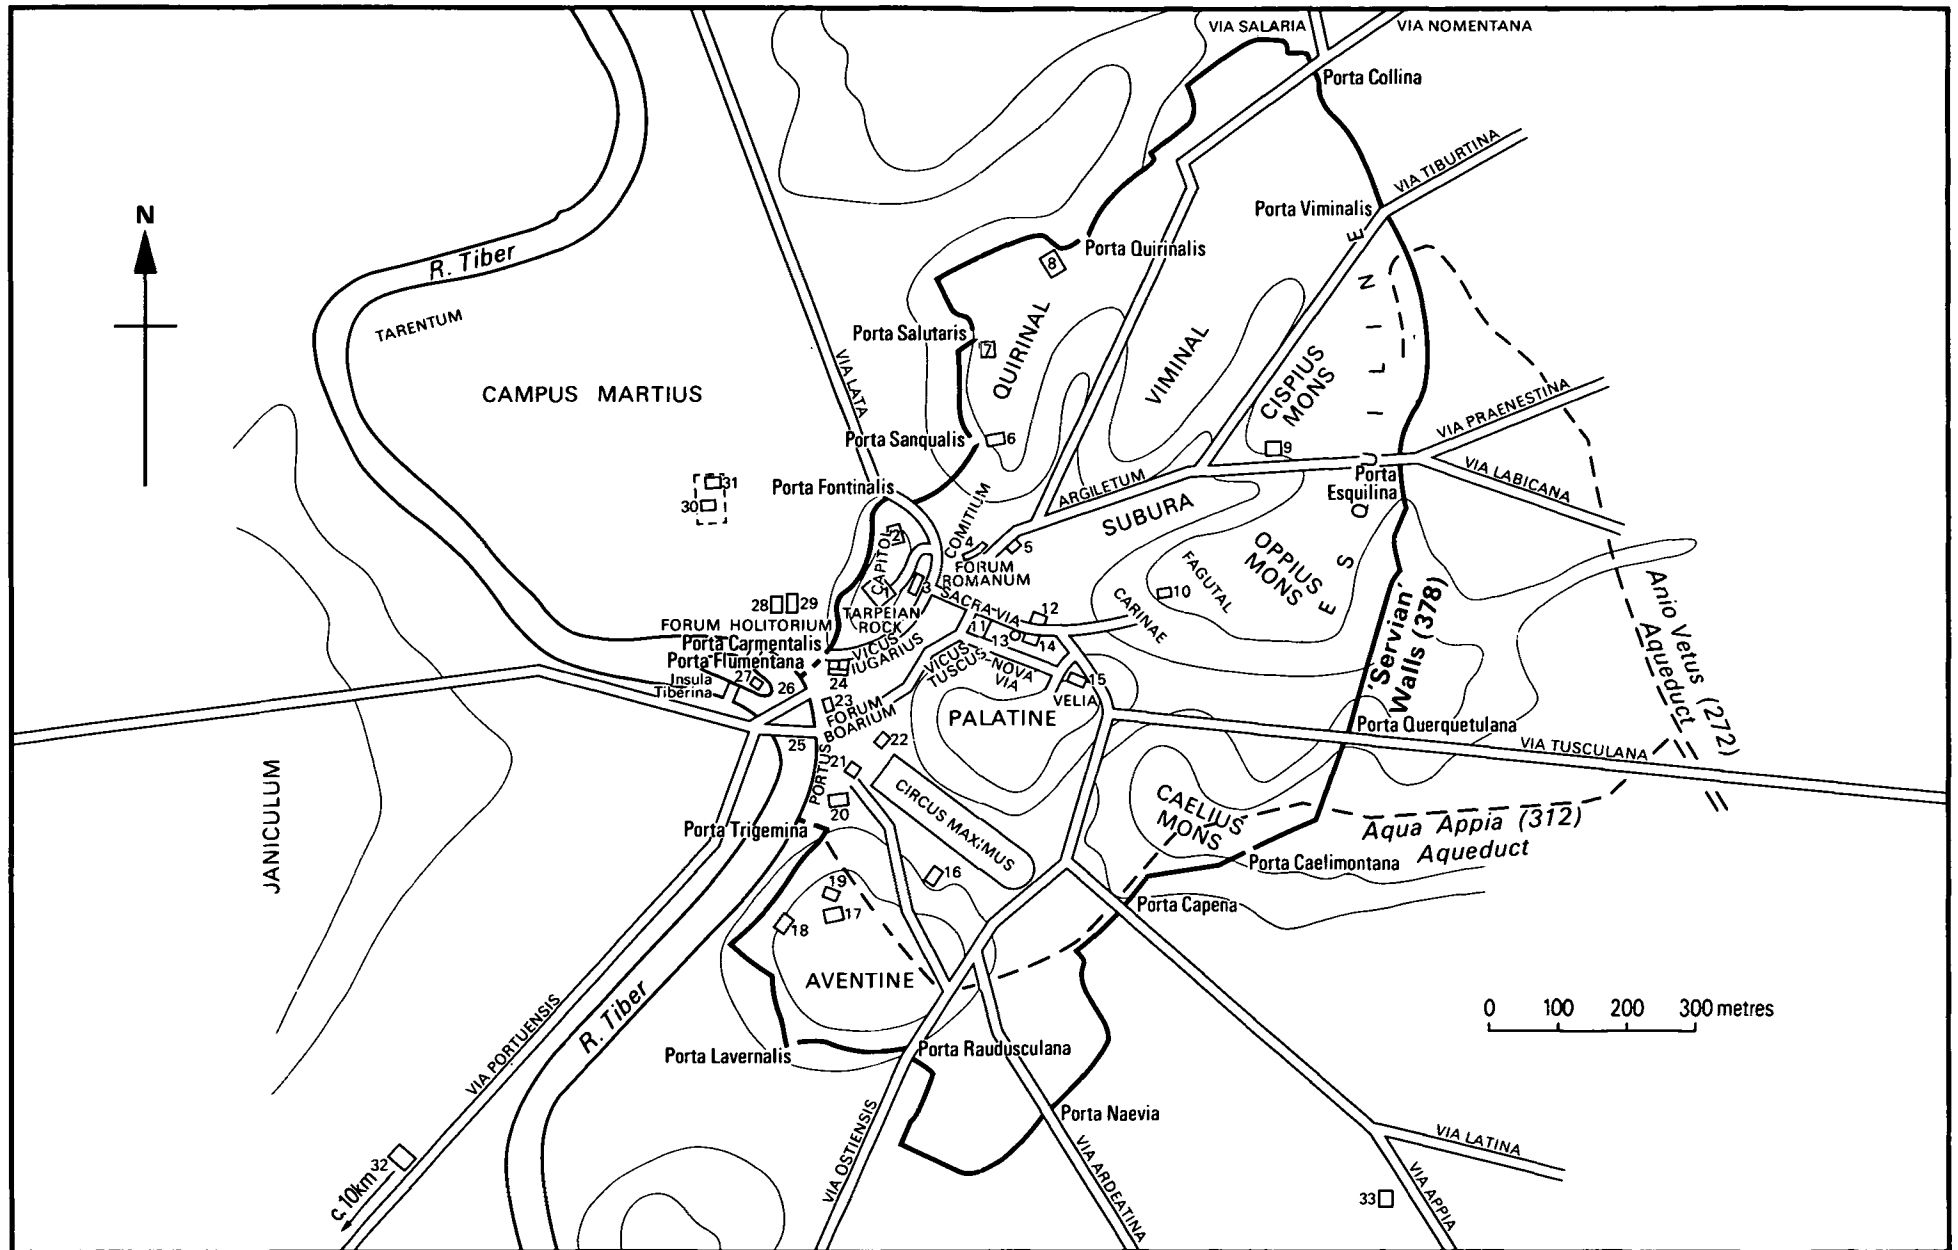 VIA SALARIA
VIA NOMENTANA
Porta Collina
VIA TIBURTINA
Porta Viminalis
N
R. Tiber
Porta Quirinalis
8
TARENTUM
Porta Salutaris
7
QUIRINAL
VIMINAL
VIA LATA
CAMPUS MARTIUS
CISPIUS
MONS
ESQUILINE
VIA PRAENESTINA
Porta Sanqualis
6
9
VIA LABICANA
Porta
Esquilina
31
30
Porta Fontinalis
COMITIUM
ARGILETUM
SUBURA
2
CAPITOL
4
5
FORUM
ROMANUM
OPPIUS
MONS
FAGUTAL
1
3
SACRA VIA
10
CARINAE
'Servian'
Walls (378)
Anio Vetus (272)
Aqueduct
28
29
TARPEIAN
ROCK
12
11
13
14
FORUM HOLITORIUM
Porta Carmentalis
Porta Flumentana
VICUS
IUGARIUS
VICUS
TUSCUS
NOVA
VIA
Insula
Tiberina
27
26
24
15
VELIA
23
FORUM
BOARIUM
PALATINE
Porta Querquetulana
VIA TUSCULANA
25
22
PORTUS
21
20
CIRCUS MAXIMUS
CAELIUS
MONS
Aqua Appia (312)
Aqueduct
JANICULUM
Porta Trigemina
Porta Caelimontana
16
19
17
18
Porta Capena
AVENTINE
0 100 200 300 metres
R. Tiber
VIA PORTUENSIS
Porta Lavernalis
Porta Raudusculana
Porta Naevia
VIA OSTIENSIS
VIA ARDEATINA
VIA LATINA
VIA APPIA
32
c.10km
33